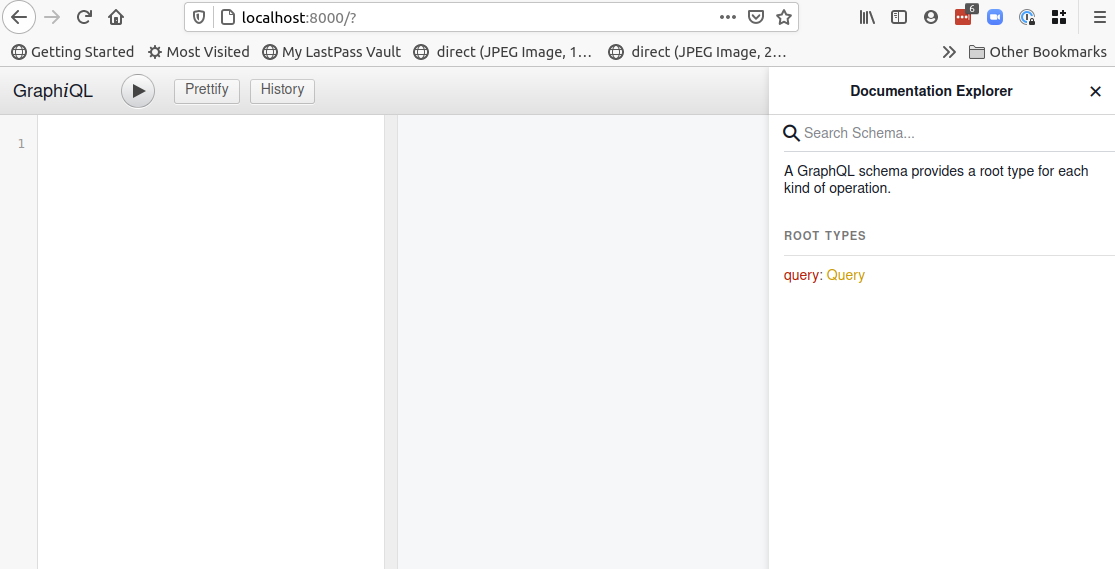 localhost:8000/?
6
Getting Started Most Visited My LastPass Vault direct (JPEG Image, 1... direct (JPEG Image, 2... Other Bookmarks
GraphiQL Prettify History
Documentation Explorer
1
Search Schema...
A GraphQL schema provides a root type for each
kind of operation.
ROOT TYPES
query: Query